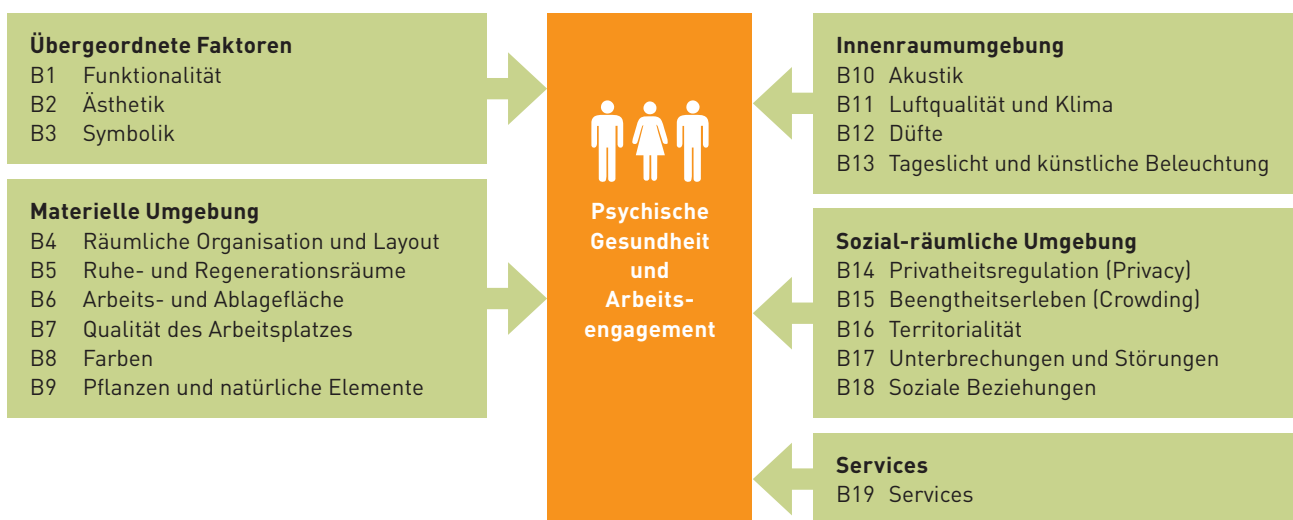 Übergeordnete Faktoren
B1 Funktionalität
B2 Ästhetik
B3 Symbolik
Materielle Umgebung
B4 Räumliche Organisation und Layout
B5 Ruhe- und Regenerationsräume
B6 Arbeits- und Ablagefläche
B7 Qualität des Arbeitsplatzes
B8 Farben
B9 Pflanzen und natürliche Elemente
Psychische
Gesundheit
und
Arbeits-
engagement
Innenraumumgebung
B10 Akustik
B11 Luftqualität und Klima
B12 Düfte
B13 Tageslicht und künstliche Beleuchtung
Sozial-räumliche Umgebung
B14 Privatheitsregulation (Privacy)
B15 Beengtheitserleben (Crowding)
B16 Territorialität
B17 Unterbrechungen und Störungen
B18 Soziale Beziehungen
Services
B19 Services